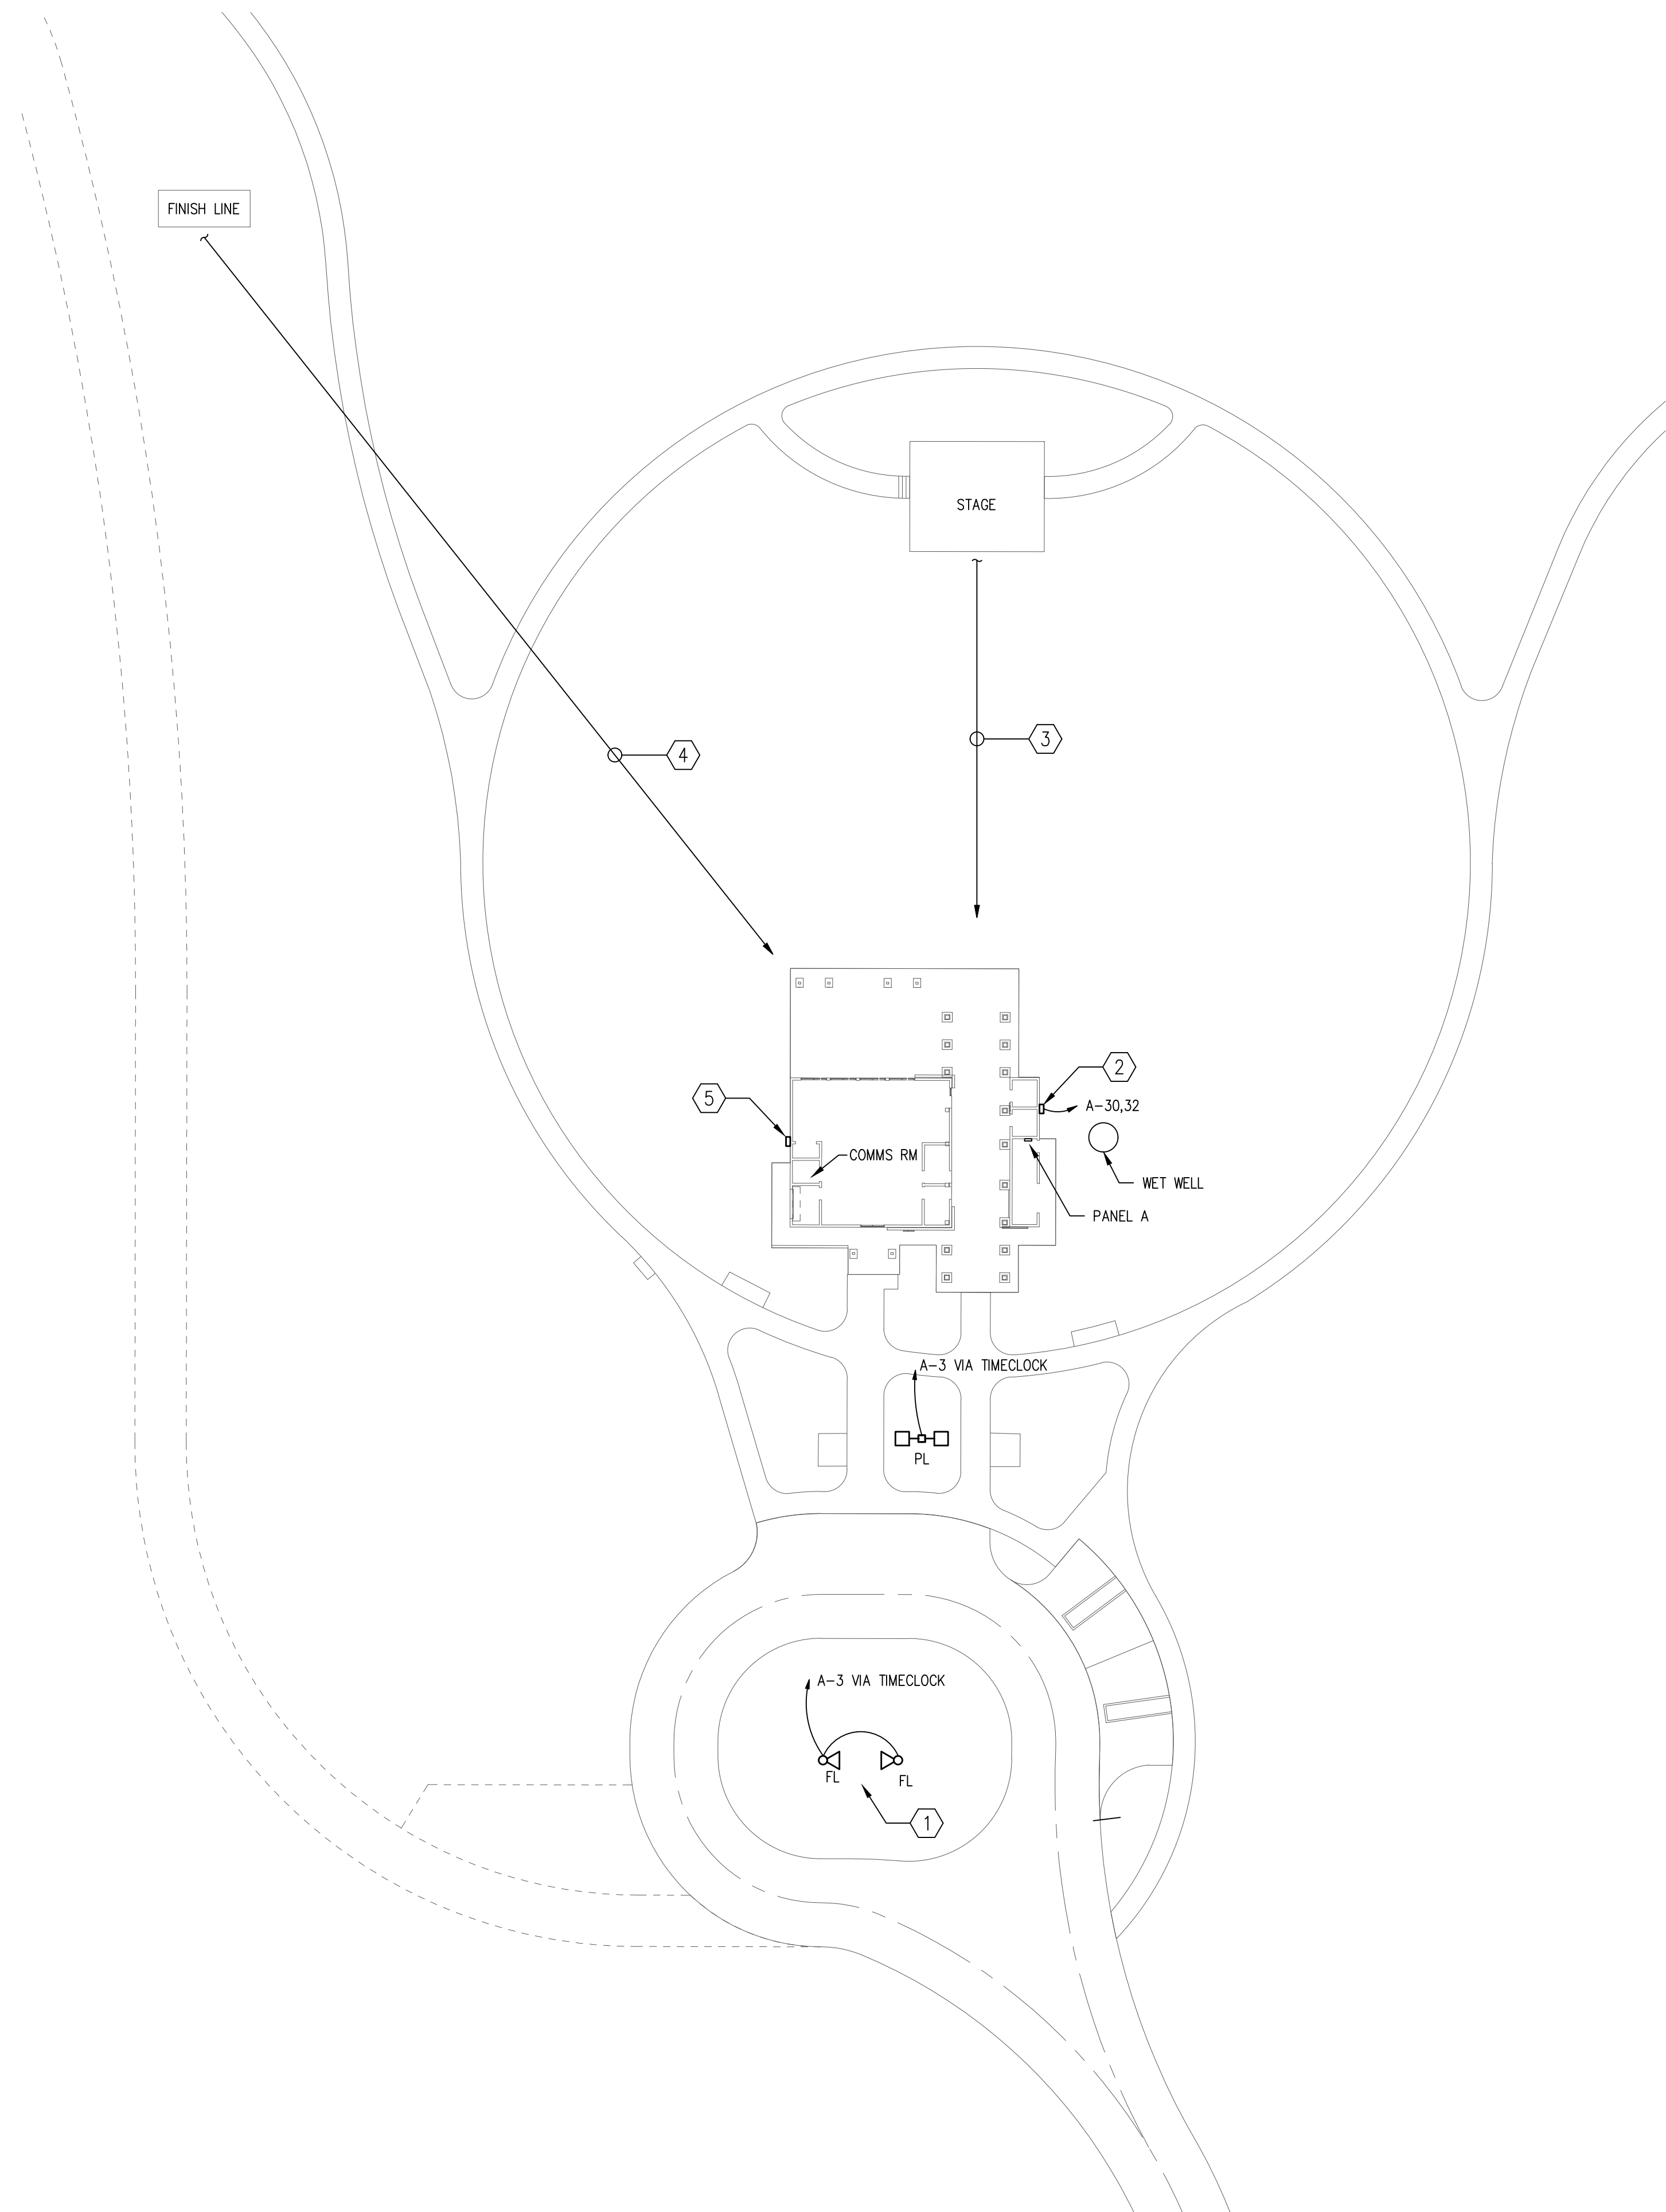 FINISH LINE
STAGE
3
4
2
5
A-30,32
COMMS RM
WET WELL
PANEL A
A-3 VIA TIMECLOCK
PL
A-3 VIA TIMECLOCK
FL
FL
1